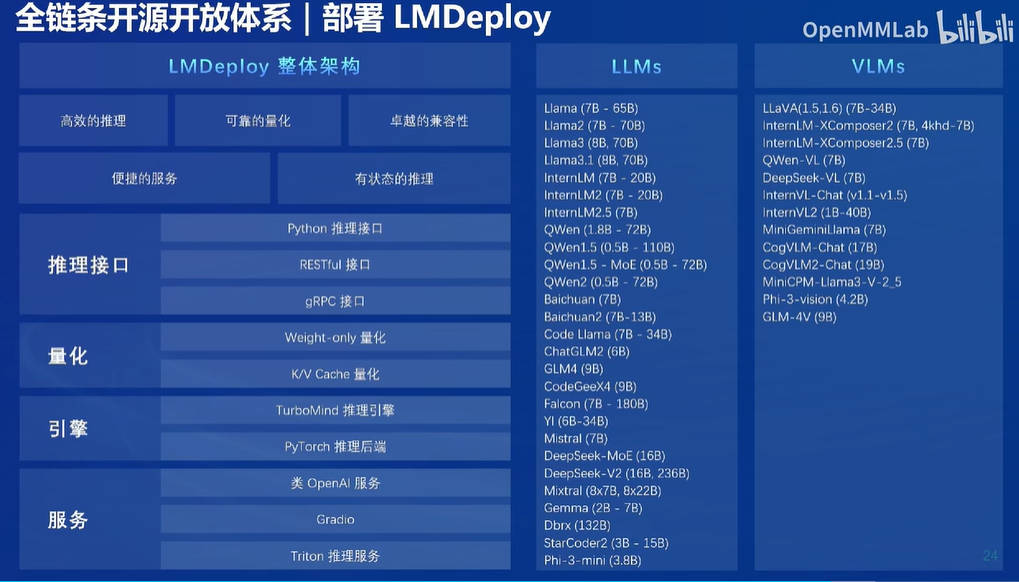 全链条开源开放体系｜部署 LMDeploy
OpenMMLab bilibili
LMDeploy 整体架构
高效的推理
可靠的量化
卓越的兼容性
便捷的服务
有状态的推理
推理接口
Python 推理接口
RESTful 接口
gRPC 接口
量化
Weight-only 量化
K/V Cache 量化
引擎
TurboMind 推理引擎
PyTorch 推理后端
服务
类 OpenAI 服务
Gradio
Triton 推理服务
LLMs
Llama (7B - 65B)
Llama2 (7B - 70B)
Llama3 (8B, 70B)
Llama3.1 (8B, 70B)
InternLM (7B - 20B)
InternLM2 (7B - 20B)
InternLM2.5 (7B)
QWen (1.8B - 72B)
QWen1.5 (0.5B - 110B)
QWen1.5 - MoE (0.5B - 72B)
QWen2 (0.5B - 72B)
Baichuan (7B)
Baichuan2 (7B-13B)
Code Llama (7B - 34B)
ChatGLM2 (6B)
GLM4 (9B)
CodeGeeX4 (9B)
Falcon (7B - 180B)
YI (6B-34B)
Mistral (7B)
DeepSeek-MoE (16B)
DeepSeek-V2 (16B, 236B)
Mixtral (8x7B, 8x22B)
Gemma (2B - 7B)
Dbrx (132B)
StarCoder2 (3B - 15B)
Phi-3-mini (3.8B)
VLMs
LLaVA(1.5,1.6) (7B-34B)
InternLM-XComposer2 (7B, 4khd-7B)
InternLM-XComposer2.5 (7B)
QWen-VL (7B)
DeepSeek-VL (7B)
InternVL-Chat (v1.1-v1.5)
InternVL2 (1B-40B)
MiniGeminiLlama (7B)
CogVLM-Chat (17B)
CogVLM2-Chat (19B)
MiniCPM-Llama3-V-2_5
Phi-3-vision (4.2B)
GLM-4V (9B)
24